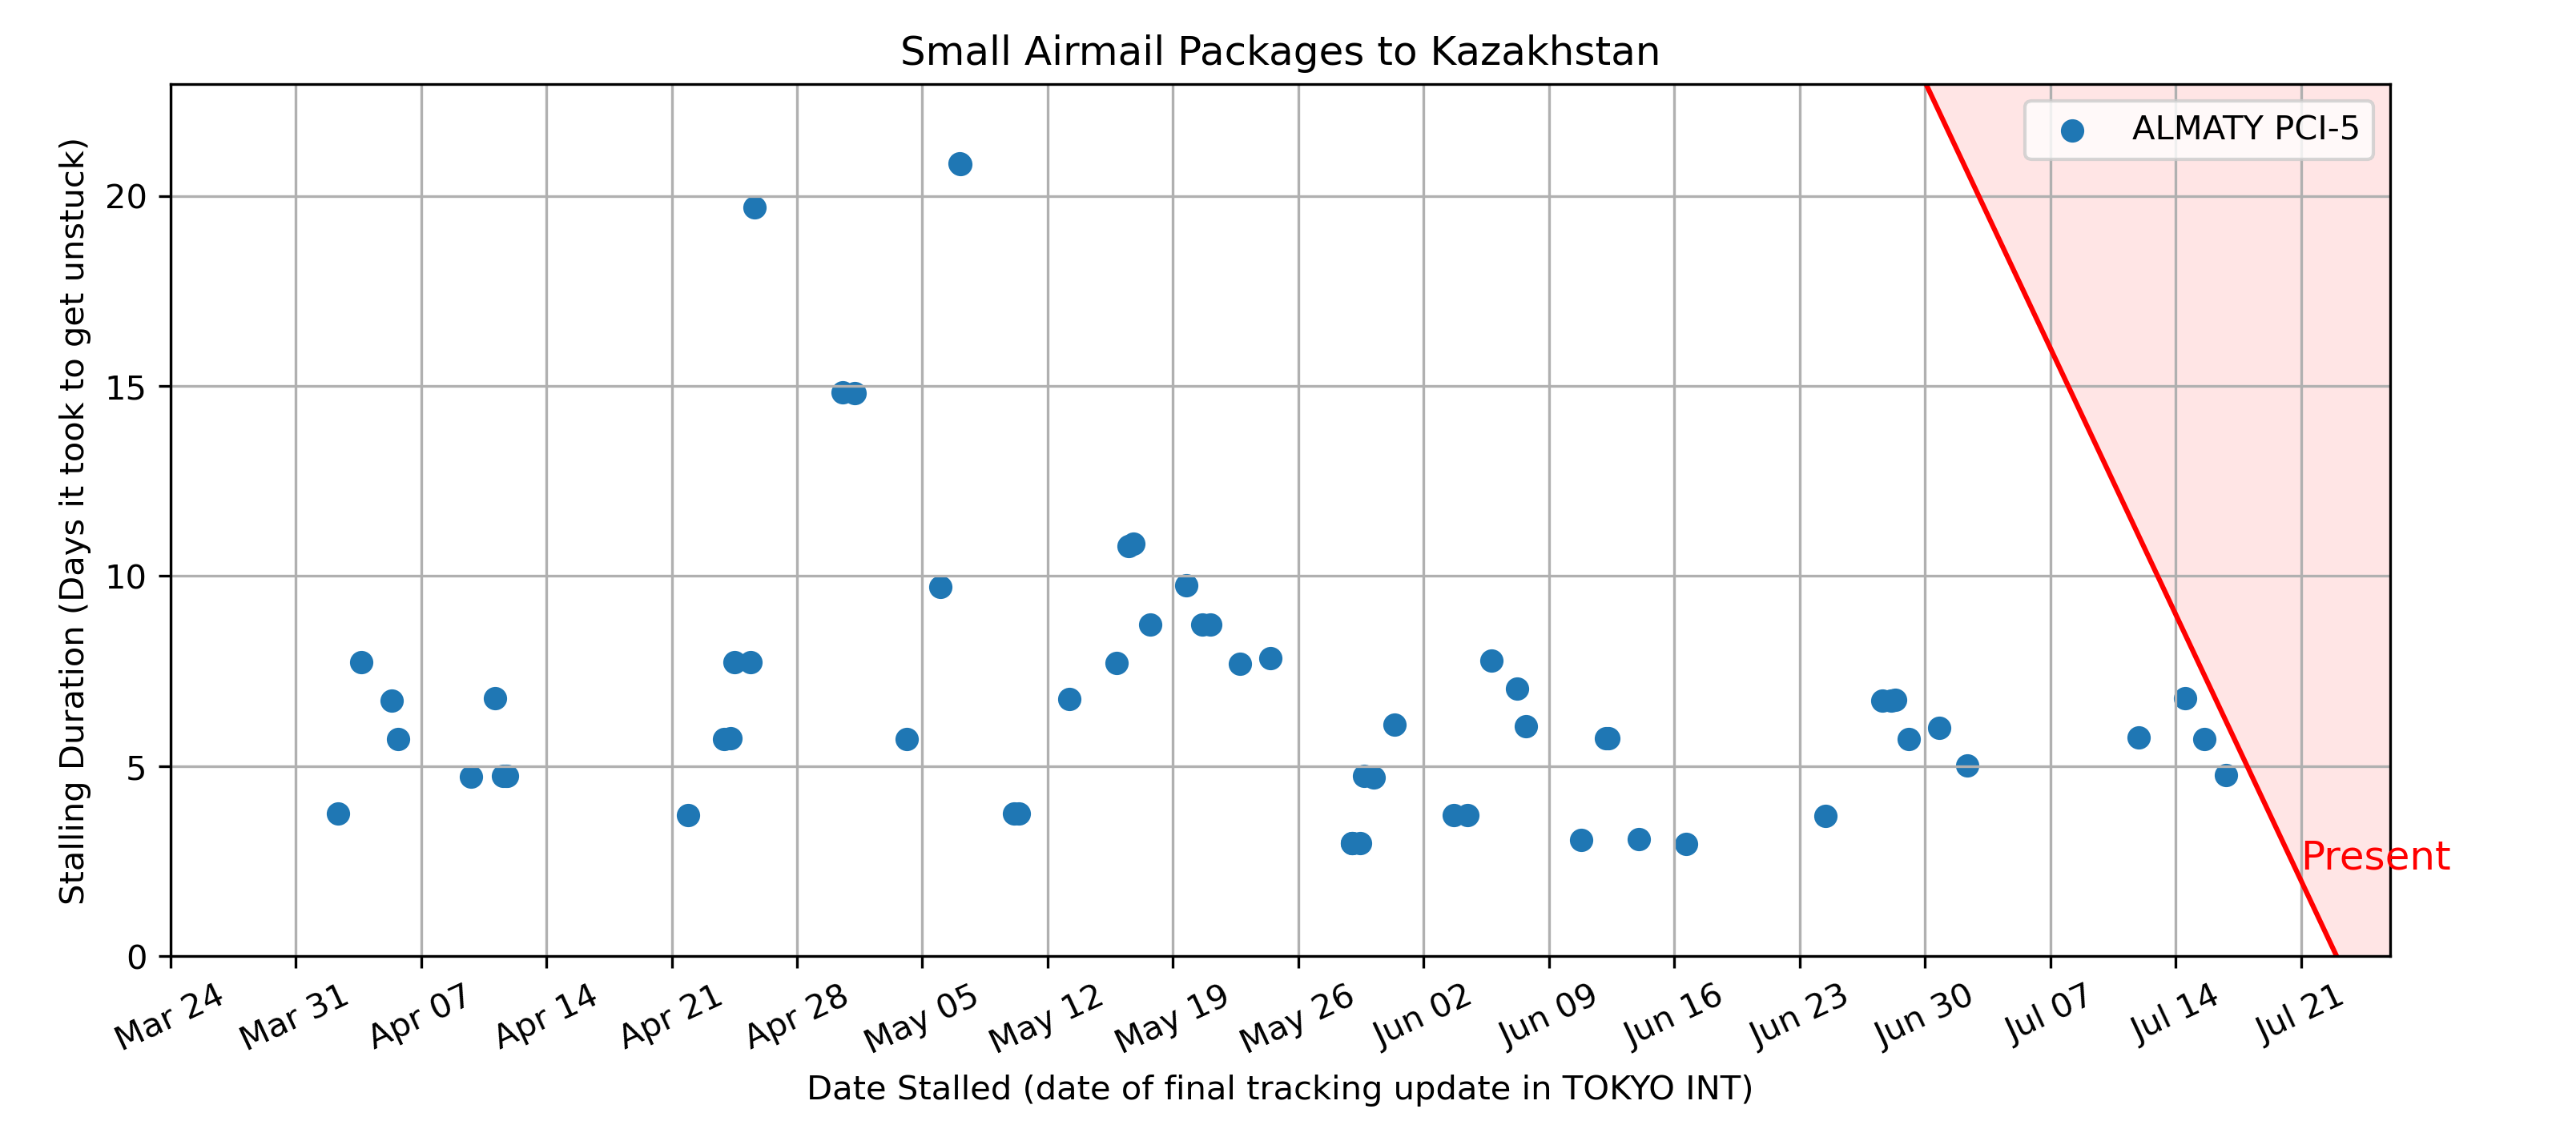 Small Airmail Packages to Kazakhstan
ALMATY PCI-5
Stalling Duration (Days it took to get unstuck)
20
15
10
5
0
Present
Mar 24
Mar 31
Apr 07
Apr 14
Apr 21
Apr 28
May 05
May 12
May 19
May 26
Jun 02
Jun 09
Jun 16
Jun 23
Jun 30
Jul 07
Jul 14
Jul 21
Date Stalled (date of final tracking update in TOKYO INT)